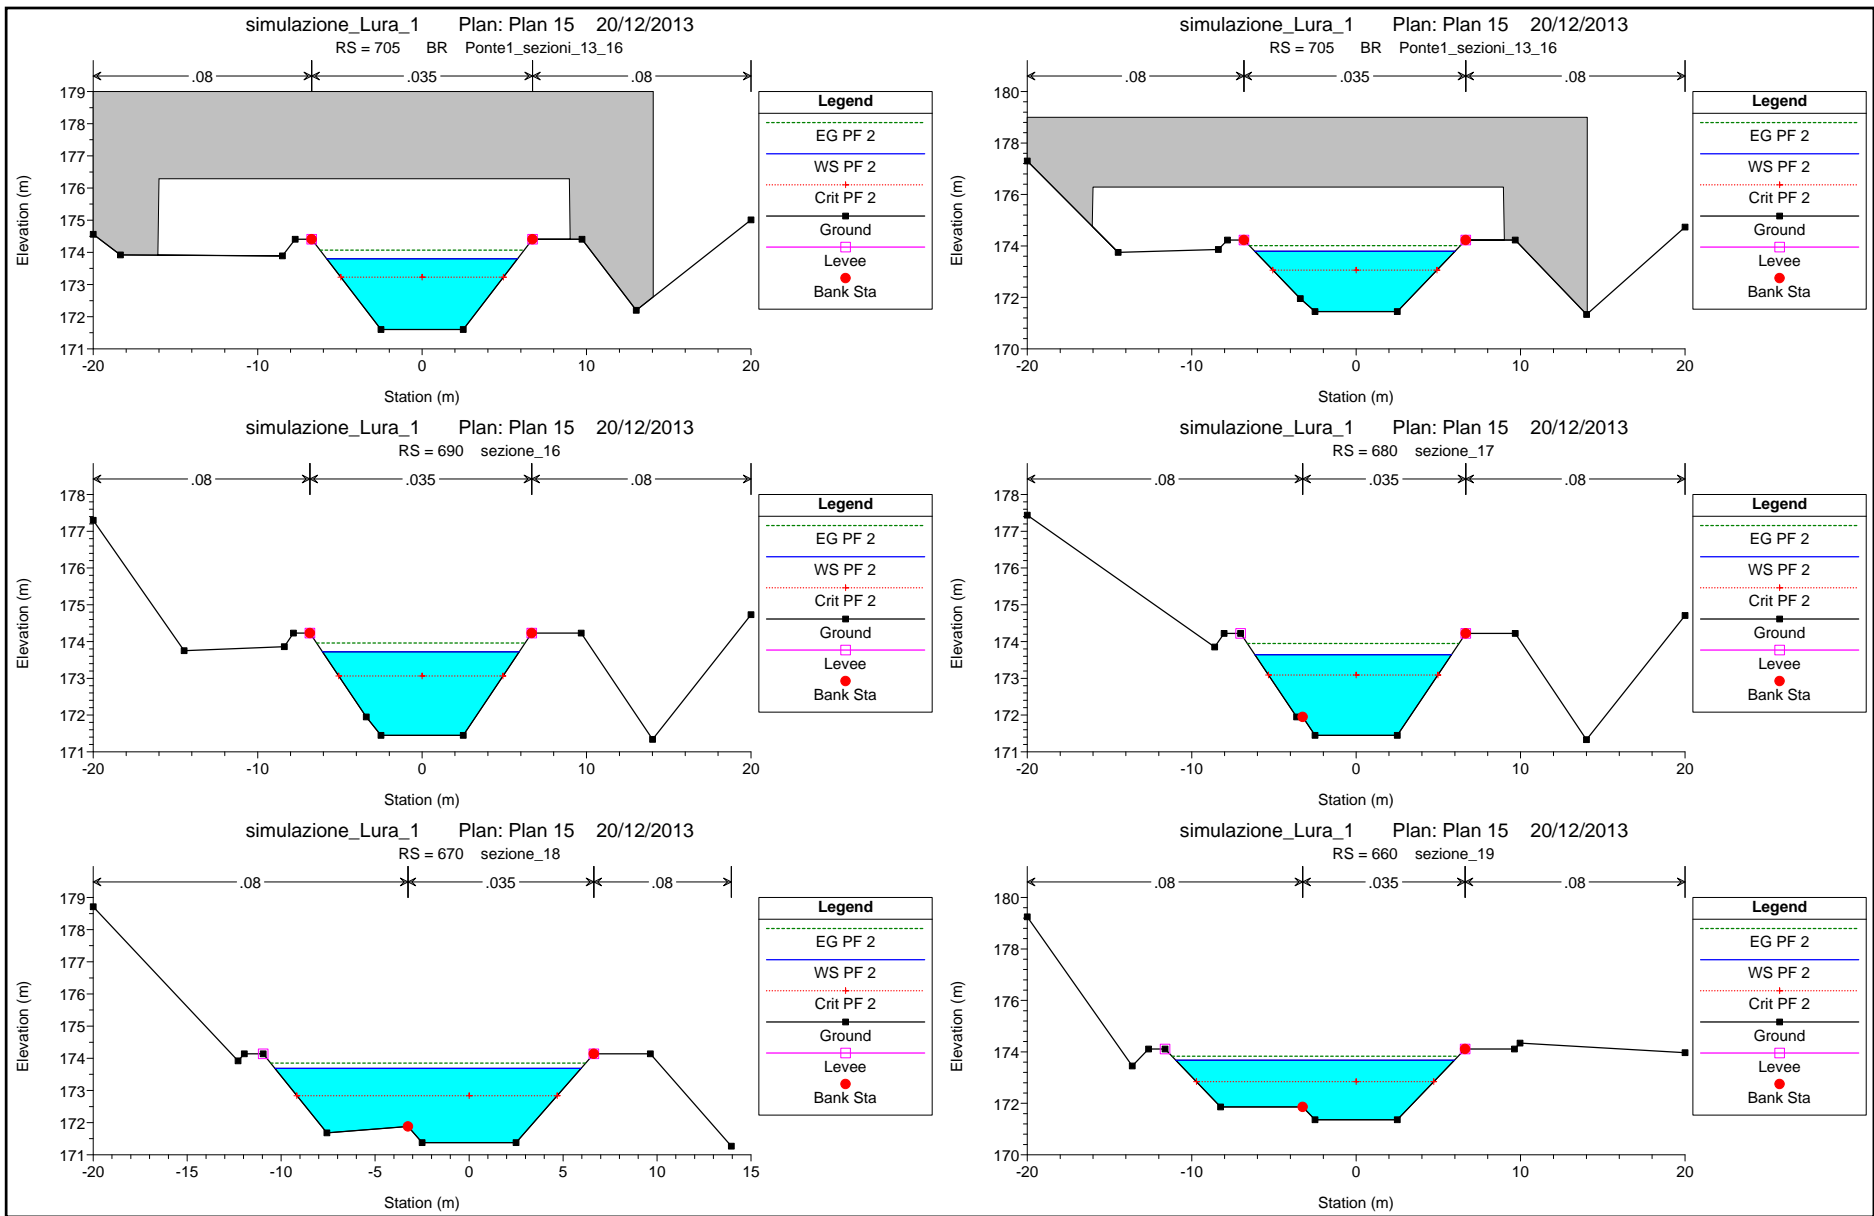 simulazione_Lura_1 Plan: Plan 15 20/12/2013
RS = 705 BR Ponte1_sezioni_13_16
.08 .035 .08
179
178
177
176
175
174
173
172
171
Elevation (m)
-20 -10 0 10 20
Station (m)
Legend
EG PF 2
WS PF 2
Crit PF 2
Ground
Levee
Bank Sta
simulazione_Lura_1 Plan: Plan 15 20/12/2013
RS = 705 BR Ponte1_sezioni_13_16
.08 .035 .08
180
178
176
174
172
170
Elevation (m)
-20 -10 0 10 20
Station (m)
Legend
EG PF 2
WS PF 2
Crit PF 2
Ground
Levee
Bank Sta
simulazione_Lura_1 Plan: Plan 15 20/12/2013
RS = 690 sezione_16
.08 .035 .08
178
177
176
175
174
173
172
171
Elevation (m)
-20 -10 0 10 20
Station (m)
Legend
EG PF 2
WS PF 2
Crit PF 2
Ground
Levee
Bank Sta
simulazione_Lura_1 Plan: Plan 15 20/12/2013
RS = 680 sezione_17
.08 .035 .08
178
177
176
175
174
173
172
171
Elevation (m)
-20 -10 0 10 20
Station (m)
Legend
EG PF 2
WS PF 2
Crit PF 2
Ground
Levee
Bank Sta
simulazione_Lura_1 Plan: Plan 15 20/12/2013
RS = 670 sezione_18
.08 .035 .08
179
178
177
176
175
174
173
172
171
Elevation (m)
-20 -15 -10 -5 0 5 10 15
Station (m)
Legend
EG PF 2
WS PF 2
Crit PF 2
Ground
Levee
Bank Sta
simulazione_Lura_1 Plan: Plan 15 20/12/2013
RS = 660 sezione_19
.08 .035 .08
180
178
176
174
172
170
Elevation (m)
-20 -10 0 10 20
Station (m)
Legend
EG PF 2
WS PF 2
Crit PF 2
Ground
Levee
Bank Sta